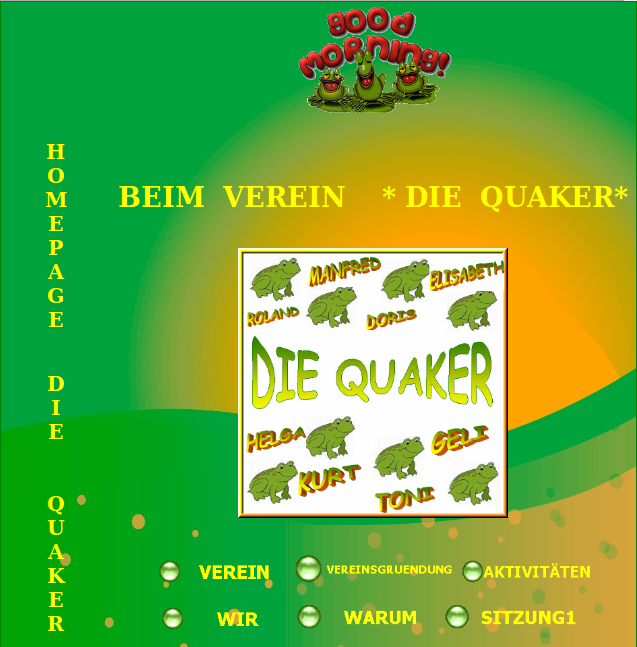 good
morning!
HOMEPAGE DIE QUAKER
BEIM VEREIN * DIE QUAKER*
MANFRED
ELISABETH
ROLAND
DORIS
DIE QUAKER
HELGA
GELI
KURT
TONI
VEREIN VEREINSGRUENDUNG AKTIVITÄTEN
WIR WARUM SITZUNG1